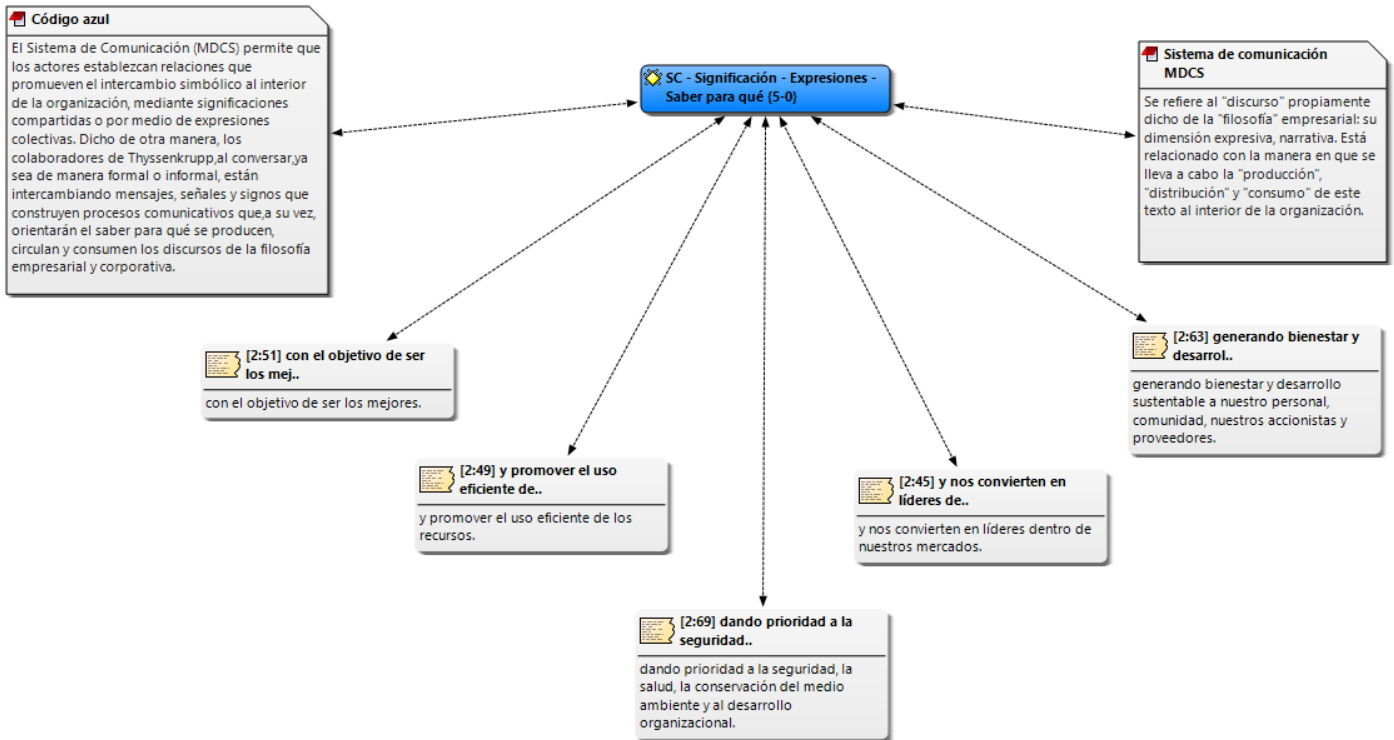 Código azul
El Sistema de Comunicación (MDCS) permite que
los actores establezcan relaciones que
promueven el intercambio simbólico al interior
de la organización, mediante significaciones
compartidas o por medio de expresiones
colectivas. Dicho de otra manera, los
colaboradores de Thyssenkrupp,al conversar,ya
sea de manera formal o informal, están
intercambiando mensajes, señales y signos que
construyen procesos comunicativos que,a su vez,
orientarán el saber para qué se producen,
circulan y consumen los discursos de la filosofía
empresarial y corporativa.
SC - Significación - Expresiones -
Saber para qué {5-0}
Sistema de comunicación
MDCS
Se refiere al "discurso" propiamente
dicho de la "filosofía" empresarial: su
dimensión expresiva, narrativa. Está
relacionado con la manera en que se
lleva a cabo la "producción",
"distribución" y "consumo" de este
texto al interior de la organización.
[2:51] con el objetivo de ser
los mej..
con el objetivo de ser los mejores.
[2:49] y promover el uso
eficiente de..
y promover el uso eficiente de los
recursos.
[2:69] dando prioridad a la
seguridad..
dando prioridad a la seguridad, la
salud, la conservación del medio
ambiente y al desarrollo
organizacional.
[2:45] y nos convierten en
líderes de..
y nos convierten en líderes dentro de
nuestros mercados.
[2:63] generando bienestar y
desarrol..
generando bienestar y desarrollo
sustentable a nuestro personal,
comunidad, nuestros accionistas y
proveedores.